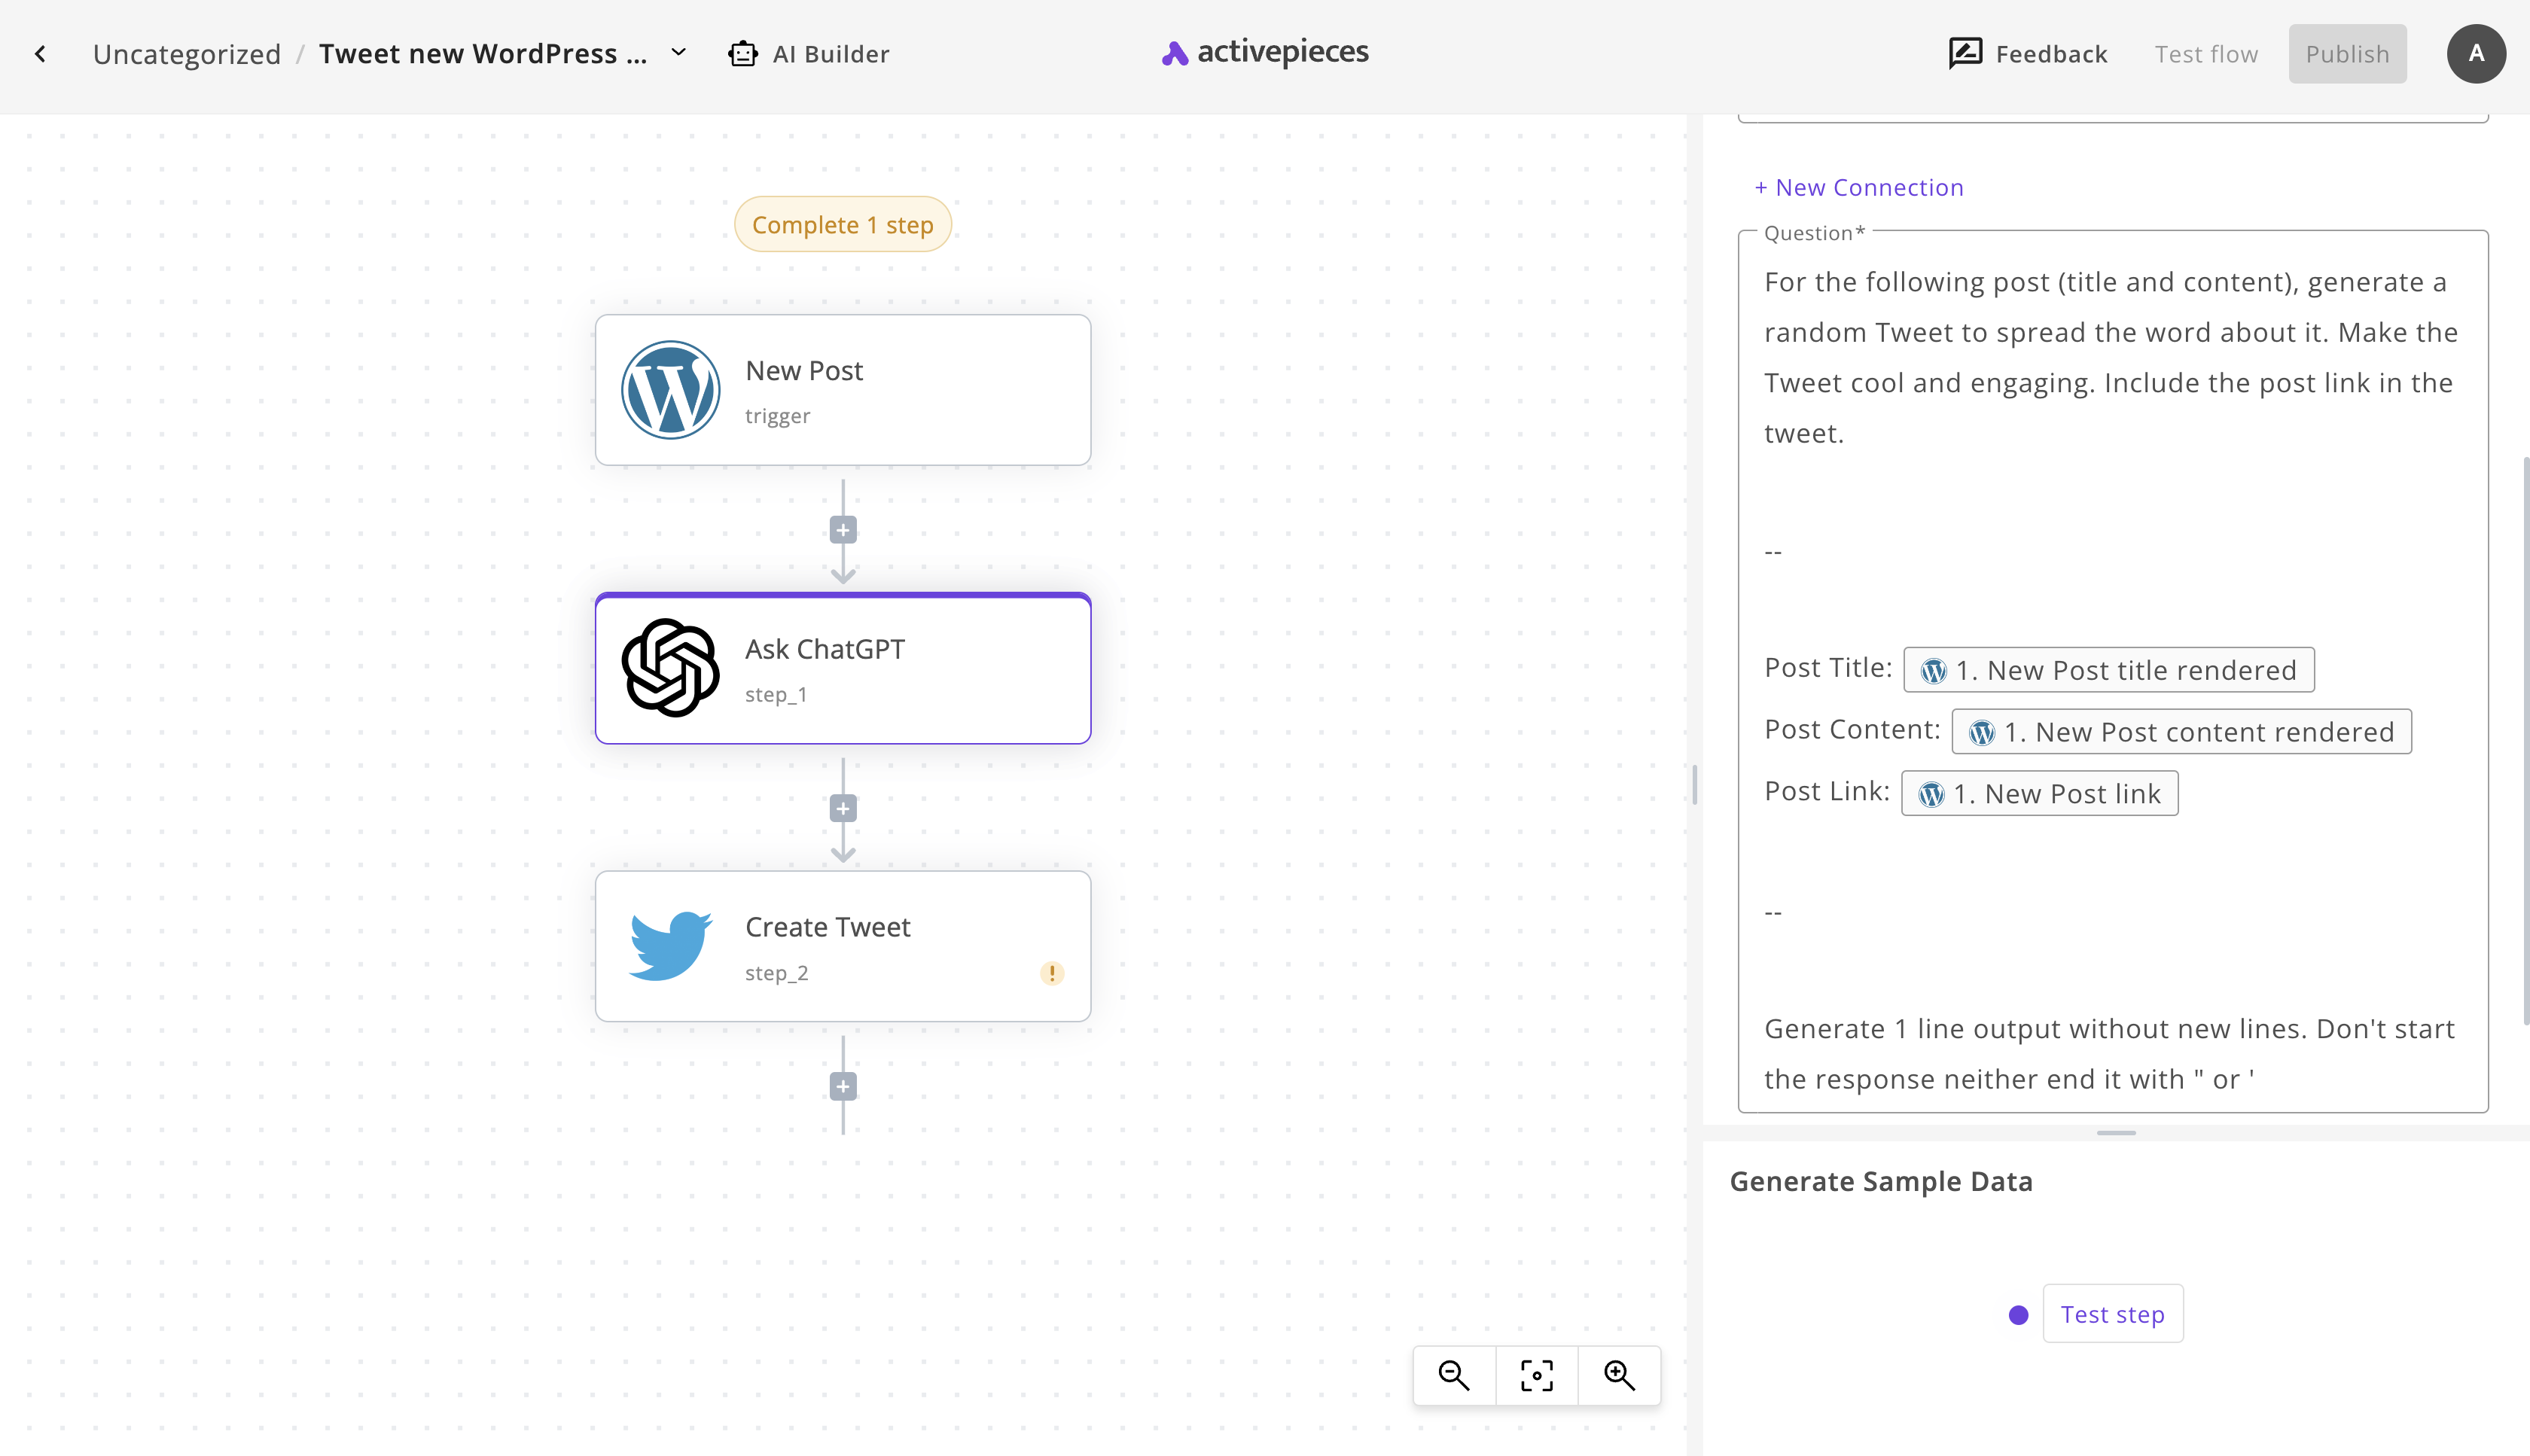 Uncategorized / Tweet new WordPress ...
AI Builder
activepieces
Feedback
Test flow
Publish
A
Complete 1 step
New Post
trigger
Ask ChatGPT
step_1
Create Tweet
step_2
!
+ New Connection
Question*
For the following post (title and content), generate a
random Tweet to spread the word about it. Make the
Tweet cool and engaging. Include the post link in the
tweet.
--
Post Title: 1. New Post title rendered
Post Content: 1. New Post content rendered
Post Link: 1. New Post link
--
Generate 1 line output without new lines. Don't start
the response neither end it with " or '
Generate Sample Data
Test step